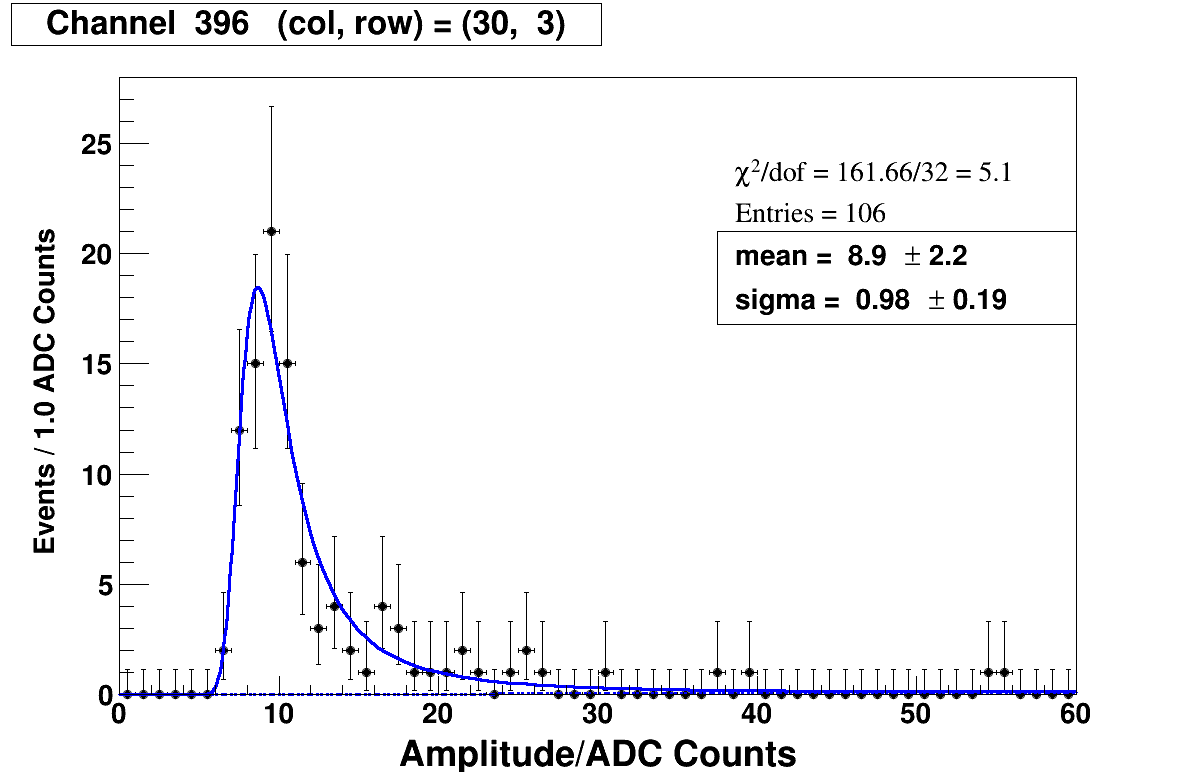 Channel 396 (col, row) = (30, 3)
χ²/dof = 161.66/32 = 5.1
Entries = 106
mean = 8.9 ± 2.2
sigma = 0.98 ± 0.19
Events / 1.0 ADC Counts
25
20
15
10
5
0
0 10 20 30 40 50 60
Amplitude/ADC Counts